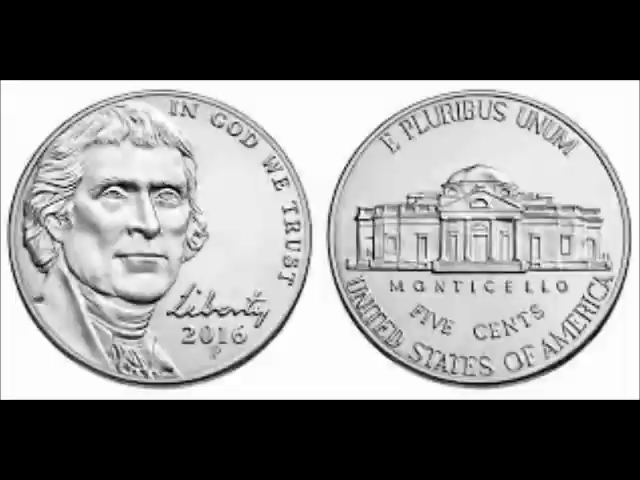 IN GOD WE TRUST
Liberty
2016
P
E PLURIBUS UNUM
MONTICELLO
FIVE CENTS
UNITED STATES OF AMERICA